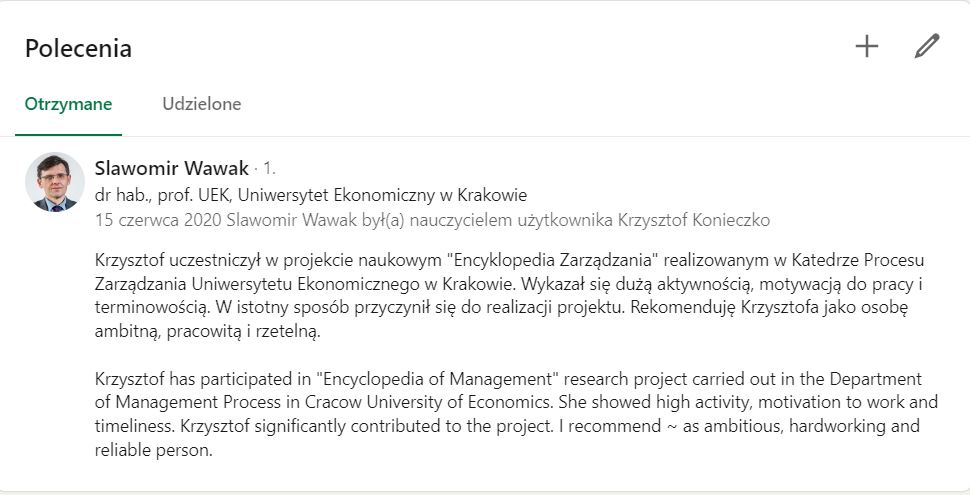 Polecenia
Otrzymane
Udzielone
Slawomir Wawak · 1.
dr hab., prof. UEK, Uniwersytet Ekonomiczny w Krakowie
15 czerwca 2020 Slawomir Wawak był(a) nauczycielem użytkownika Krzysztof Konieczko
Krzysztof uczestniczył w projekcie naukowym "Encyklopedia Zarządzania" realizowanym w Katedrze Procesu
Zarządzania Uniwersytetu Ekonomicznego w Krakowie. Wykazał się dużą aktywnością, motywacją do pracy i
terminowością. W istotny sposób przyczynił się do realizacji projektu. Rekomenduję Krzysztofa jako osobę
ambitną, pracowitą i rzetelną.
Krzysztof has participated in "Encyclopedia of Management" research project carried out in the Department
of Management Process in Cracow University of Economics. She showed high activity, motivation to work and
timeliness. Krzysztof significantly contributed to the project. I recommend ~ as ambitious, hardworking and
reliable person.